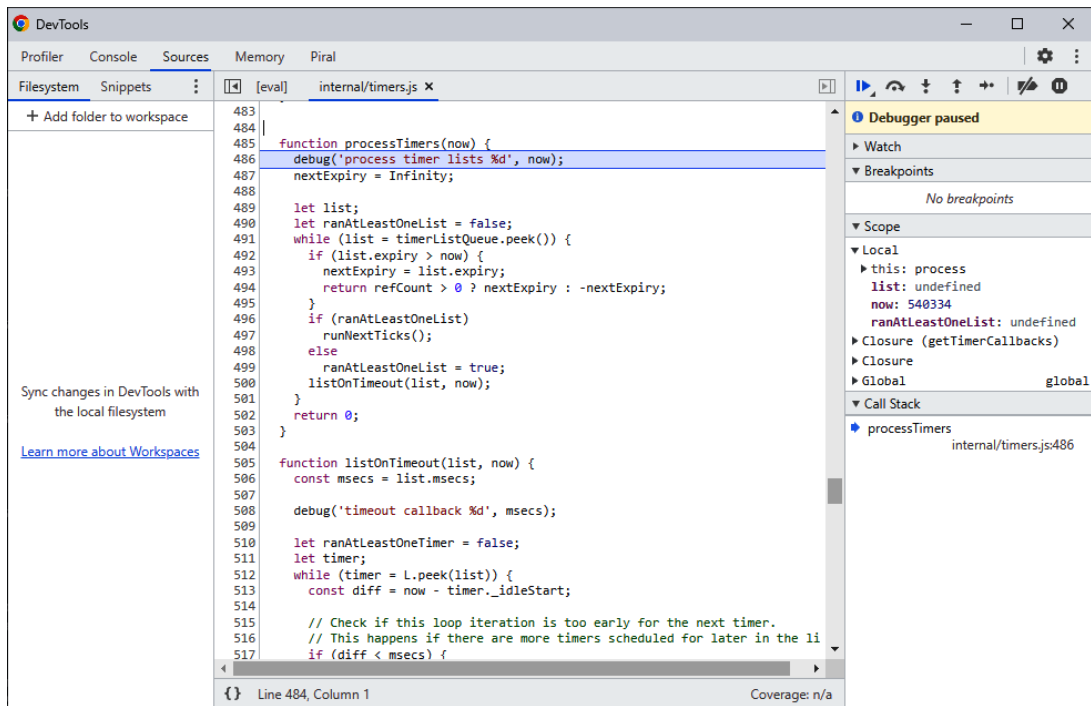 DevTools
Profiler Console Sources Memory Piral
Filesystem Snippets
[eval] internal/timers.js ×
+ Add folder to workspace
Sync changes in DevTools with
the local filesystem
Learn more about Workspaces
483 }
484
485 function processTimers(now) {
486 debug('process timer lists %d', now);
487 nextExpiry = Infinity;
488
489 let list;
490 let ranAtLeastOneList = false;
491 while (list = timerListQueue.peek()) {
492 if (list.expiry > now) {
493 nextExpiry = list.expiry;
494 return refCount > 0 ? nextExpiry : -nextExpiry;
495 }
496 if (ranAtLeastOneList)
497 runNextTicks();
498 else
499 ranAtLeastOneList = true;
500 listOnTimeout(list, now);
501 }
502 return 0;
503 }
504
505 function listOnTimeout(list, now) {
506 const msecs = list.msecs;
507
508 debug('timeout callback %d', msecs);
509
510 let ranAtLeastOneTimer = false;
511 let timer;
512 while (timer = L.peek(list)) {
513 const diff = now - timer._idleStart;
514
515 // Check if this loop iteration is too early for the next timer.
516 // This happens if there are more timers scheduled for later in the li
517 if (diff < msecs) {
{} Line 484, Column 1 Coverage: n/a
Debugger paused
Watch
Breakpoints
No breakpoints
Scope
Local
this: process
list: undefined
now: 540334
ranAtLeastOneList: undefined
Closure (getTimerCallbacks)
Closure
Global global
Call Stack
processTimers
internal/timers.js:486